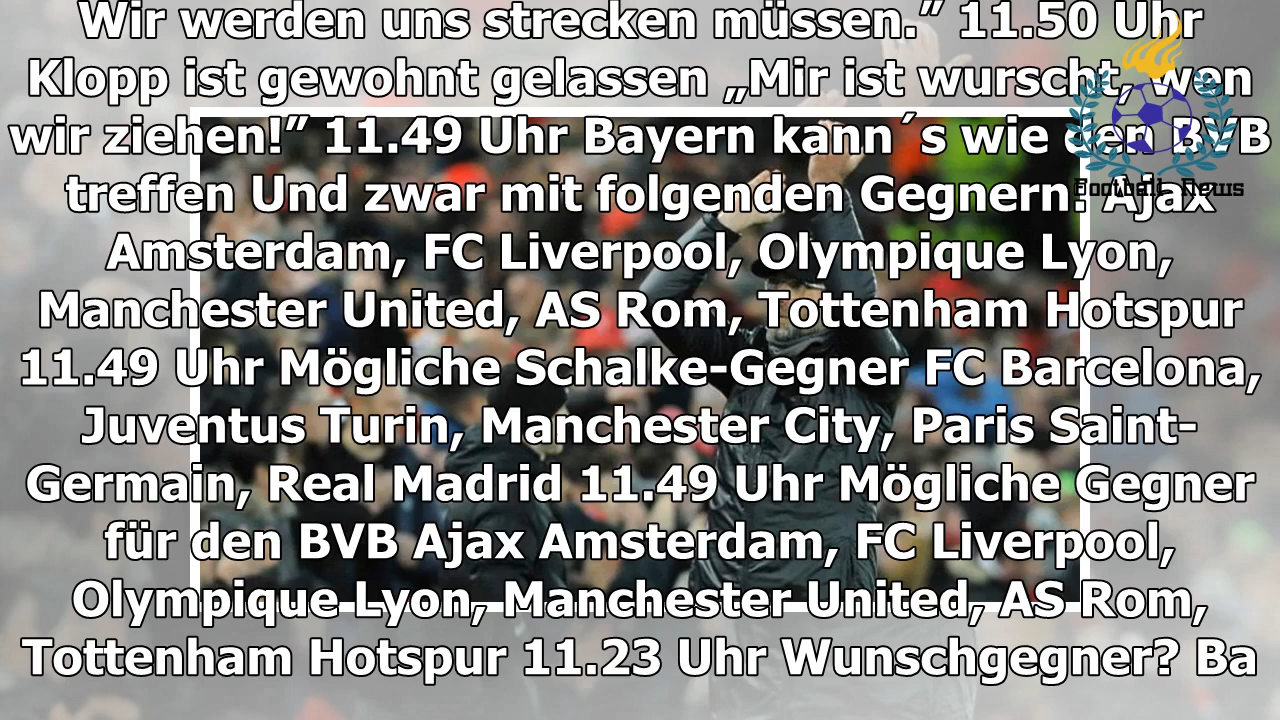 Wir werden uns strecken müssen.” 11.50 Uhr
Klopp ist gewohnt gelassen „Mir ist wurscht, wen
wir ziehen!” 11.49 Uhr Bayern kann´s wie den BVB
treffen Und zwar mit folgenden Gegnern: Ajax
Football News
Amsterdam, FC Liverpool, Olympique Lyon,
Manchester United, AS Rom, Tottenham Hotspur
11.49 Uhr Mögliche Schalke-Gegner FC Barcelona,
Juventus Turin, Manchester City, Paris Saint-
Germain, Real Madrid 11.49 Uhr Mögliche Gegner
für den BVB Ajax Amsterdam, FC Liverpool,
Olympique Lyon, Manchester United, AS Rom,
Tottenham Hotspur 11.23 Uhr Wunschgegner? Ba